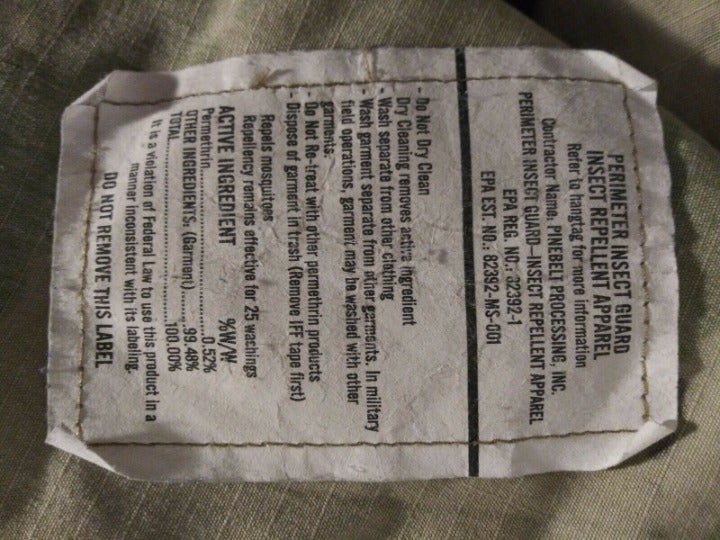 PERIMETER INSECT GUARD
INSECT REPELLENT APPAREL
Refer to hangtag for more information
Contractor Name: PINEBELT PROCESSING, INC.
PERIMETER INSECT GUARD-INSECT REPELLENT APPAREL
EPA REG. NO.: 82392-1
EPA EST. NO.: 82392-MS-001
- Do Not Dry Clean
Dry Cleaning removes active ingredient
- Wash separate from other clothing
- Wash garment separate from other garments. In military
field operations, garment may be washed with other
garments.
- Do Not Re-treat with other permethrin products
- Dispose of garment in trash (Remove IFF tape first)
Repels mosquitoes
Repellency remains effective for 25 washings
ACTIVE INGREDIENT %W/W
Permethrin..........................0.52%
OTHER INGREDIENTS: (Garment).....99.48%
TOTAL..............................100.00%
It is a violation of Federal Law to use this product in a
manner inconsistent with its labeling.
DO NOT REMOVE THIS LABEL